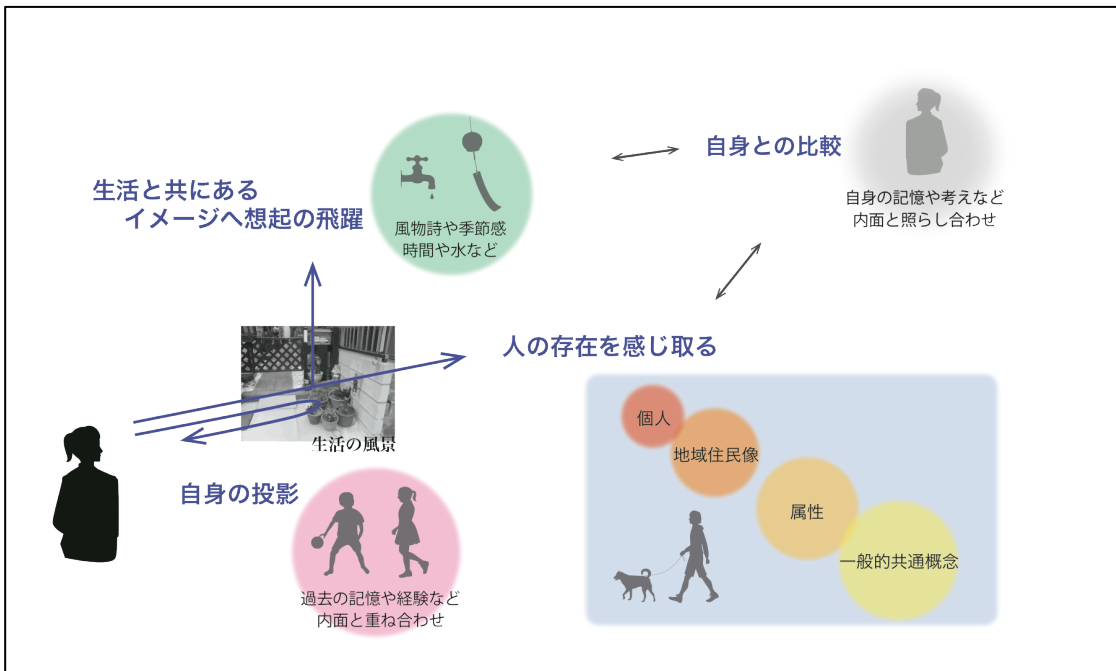 生活と共にある
イメージへ想起の飛躍
風物詩や季節感
時間や水など
自身との比較
自身の記憶や考えなど
内面と照らし合わせ
人の存在を感じ取る
生活の風景
自身の投影
過去の記憶や経験など
内面と重ね合わせ
個人
地域住民像
属性
一般的共通概念